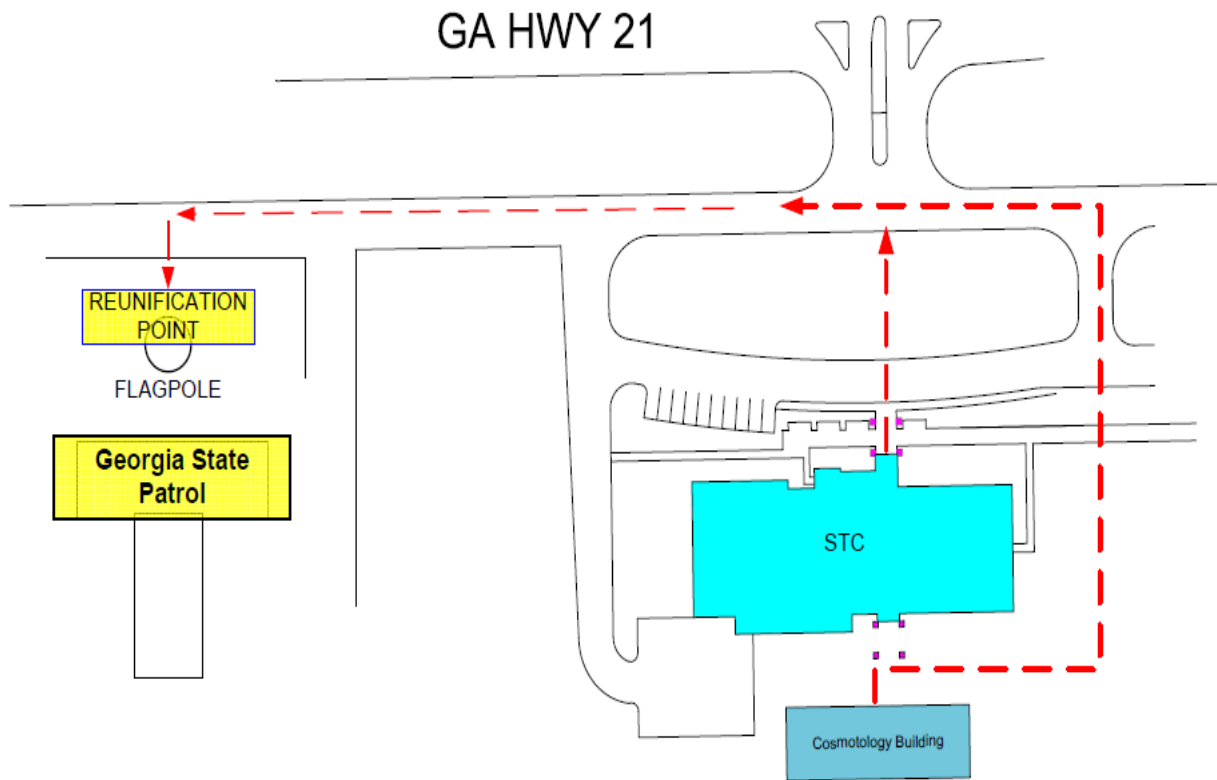 GA HWY 21
REUNIFICATION
POINT
FLAGPOLE
Georgia State
Patrol
STC
Cosmotology Building